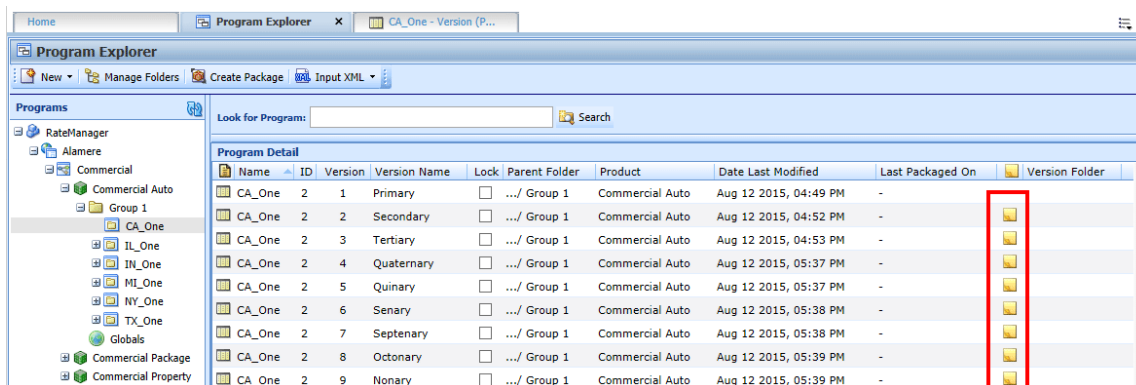 Home Program Explorer x CA_One - Version (P...
Program Explorer
New Manage Folders Create Package XML Input XML
Programs
Look for Program: Search
RateManager
Alamere
Commercial
Commercial Auto
Group 1
CA_One
IL_One
IN_One
MI_One
NY_One
TX_One
Globals
Commercial Package
Commercial Property
Program Detail
Name ID Version Version Name Lock Parent Folder Product Date Last Modified Last Packaged On Version Folder
CA_One 2 1 Primary .../ Group 1 Commercial Auto Aug 12 2015, 04:49 PM -
CA_One 2 2 Secondary .../ Group 1 Commercial Auto Aug 12 2015, 04:52 PM -
CA_One 2 3 Tertiary .../ Group 1 Commercial Auto Aug 12 2015, 04:53 PM -
CA_One 2 4 Quaternary .../ Group 1 Commercial Auto Aug 12 2015, 05:37 PM -
CA_One 2 5 Quinary .../ Group 1 Commercial Auto Aug 12 2015, 05:37 PM -
CA_One 2 6 Senary .../ Group 1 Commercial Auto Aug 12 2015, 05:38 PM -
CA_One 2 7 Septenary .../ Group 1 Commercial Auto Aug 12 2015, 05:38 PM -
CA_One 2 8 Octonary .../ Group 1 Commercial Auto Aug 12 2015, 05:39 PM -
CA_One 2 9 Nonary .../ Group 1 Commercial Auto Aug 12 2015, 05:39 PM -